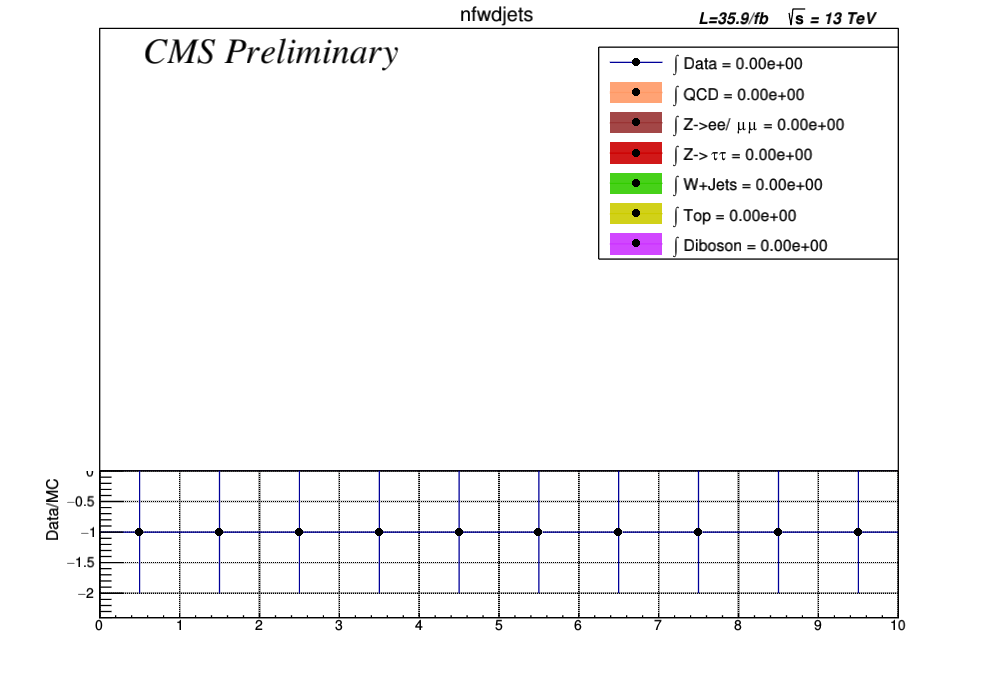 nfwdjets
L=35.9/fb √s = 13 TeV
CMS Preliminary
∫ Data = 0.00e+00
∫ QCD = 0.00e+00
∫ Z->ee/ μμ = 0.00e+00
∫ Z-> ττ = 0.00e+00
∫ W+Jets = 0.00e+00
∫ Top = 0.00e+00
∫ Diboson = 0.00e+00
Data/MC
0
−0.5
−1
−1.5
−2
0 1 2 3 4 5 6 7 8 9 10